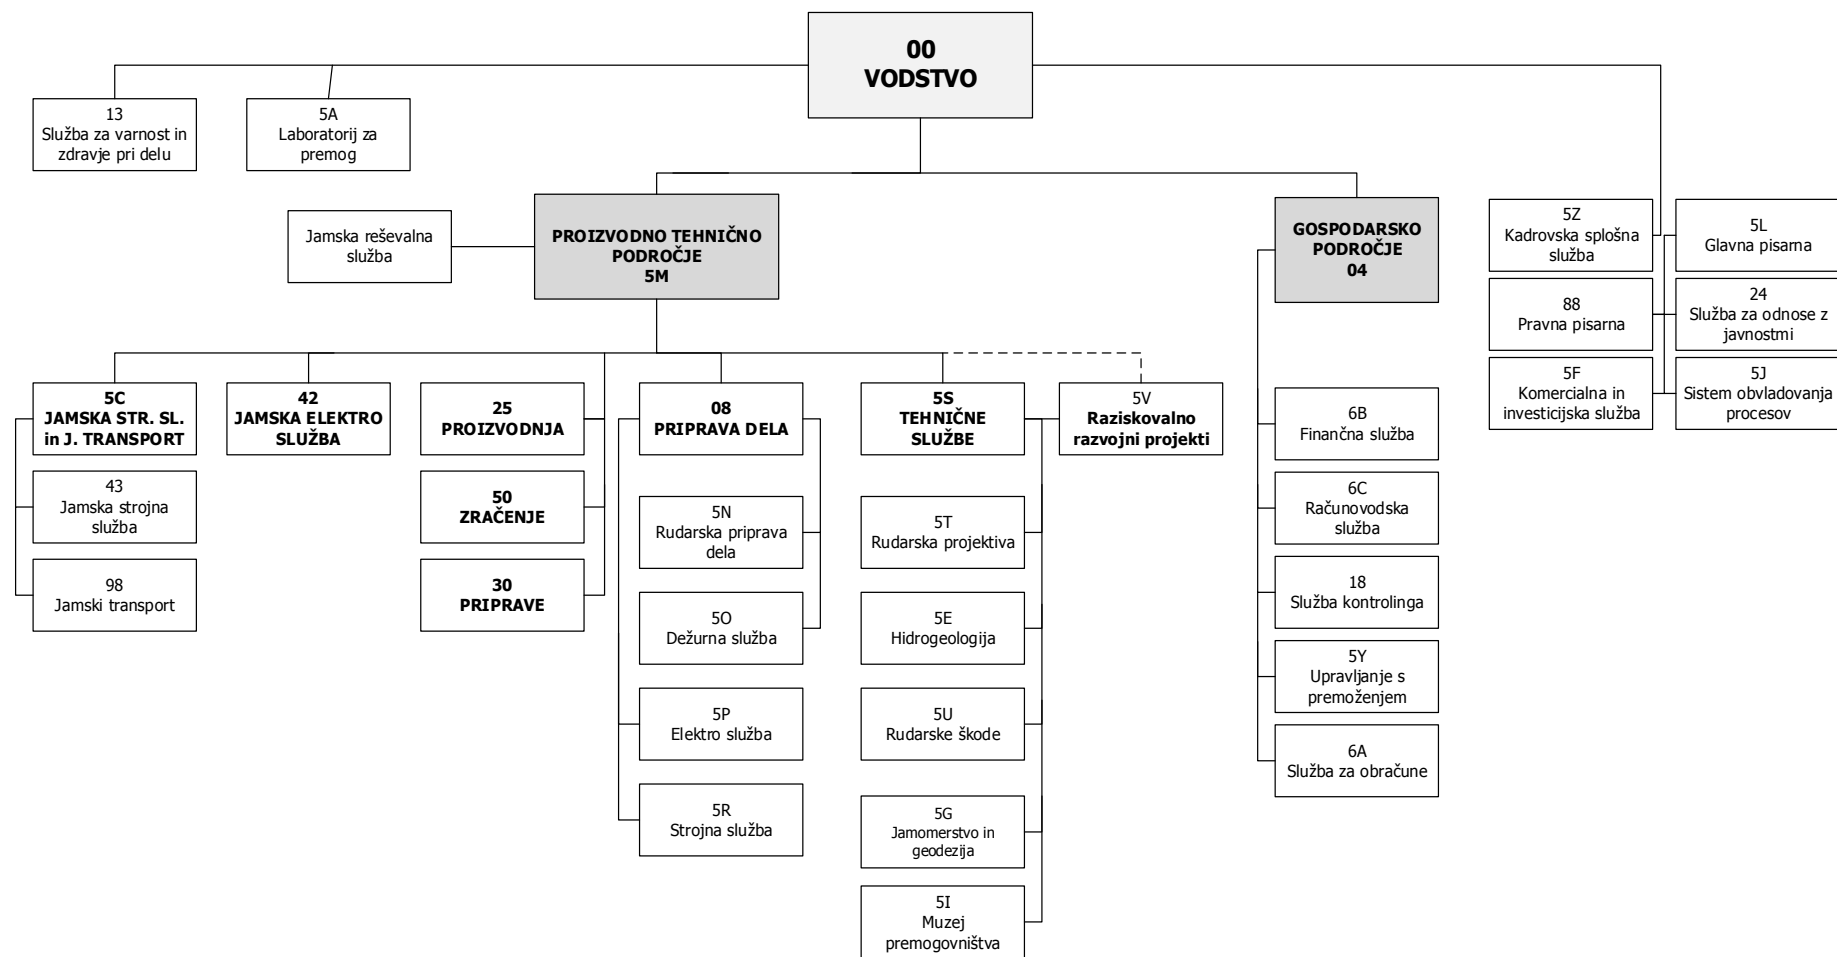 00
VODSTVO
13
Služba za varnost in
zdravje pri delu
5A
Laboratorij za
premog
Jamska reševalna
služba
PROIZVODNO TEHNIČNO
PODROČJE
5M
GOSPODARSKO
PODROČJE
04
5Z
Kadrovska splošna
služba
5L
Glavna pisarna
88
Pravna pisarna
24
Služba za odnose z
javnostmi
5F
Komercialna in
investicijska služba
5J
Sistem obvladovanja
procesov
5C
JAMSKA STR. SL.
in J. TRANSPORT
42
JAMSKA ELEKTRO
SLUŽBA
25
PROIZVODNJA
08
PRIPRAVA DELA
5S
TEHNIČNE
SLUŽBE
5V
Raziskovalno
razvojni projekti
43
Jamska strojna
služba
98
Jamski transport
50
ZRAČENJE
30
PRIPRAVE
5N
Rudarska priprava
dela
5O
Dežurna služba
5P
Elektro služba
5R
Strojna služba
5T
Rudarska projektiva
5E
Hidrogeologija
5U
Rudarske škode
5G
Jamomerstvo in
geodezija
5I
Muzej
premogovništva
6B
Finančna služba
6C
Računovodska
služba
18
Služba kontrolinga
5Y
Upravljanje s
premoženjem
6A
Služba za obračune